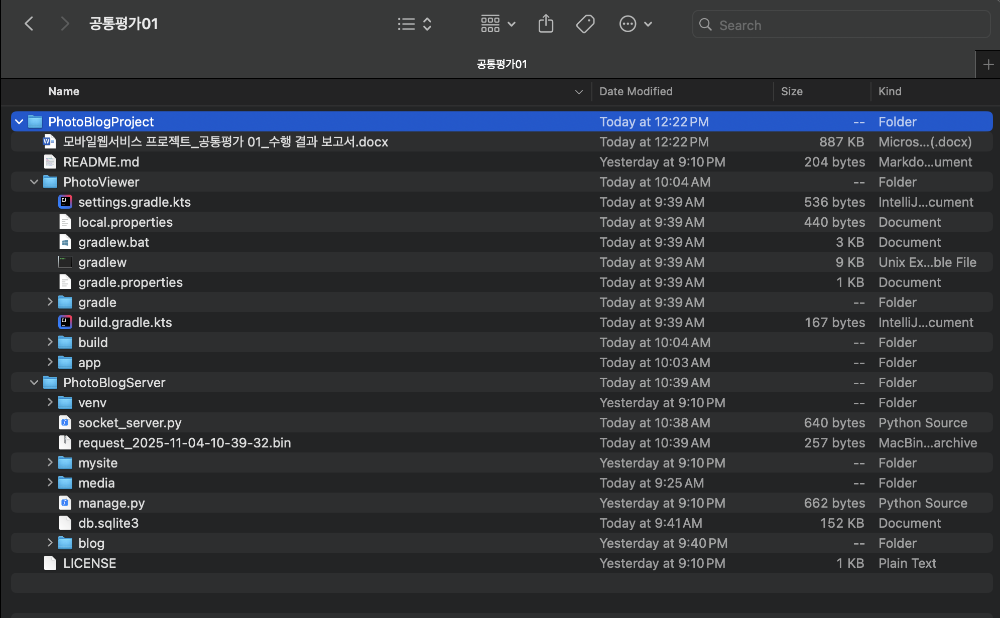 공통평가01
Search
공통평가01
Name Date Modified Size Kind
PhotoBlogProject Today at 12:22 PM -- Folder
모바일웹서비스 프로젝트_공통평가 01_수행 결과 보고서.docx Today at 12:22 PM 887 KB Micros...(.docx)
README.md Yesterday at 9:10 PM 204 bytes Markdo...ument
PhotoViewer Today at 10:04 AM -- Folder
settings.gradle.kts Today at 9:39 AM 536 bytes IntelliJ...cument
local.properties Today at 9:39 AM 440 bytes Document
gradlew.bat Today at 9:39 AM 3 KB Document
gradlew Today at 9:39 AM 9 KB Unix Ex...ble File
gradle.properties Today at 9:39 AM 1 KB Document
gradle Today at 9:39 AM -- Folder
build.gradle.kts Today at 9:39 AM 167 bytes IntelliJ...cument
build Today at 10:04 AM -- Folder
app Today at 10:03 AM -- Folder
PhotoBlogServer Today at 10:39 AM -- Folder
venv Yesterday at 9:10 PM -- Folder
socket_server.py Today at 10:38 AM 640 bytes Python Source
request_2025-11-04-10-39-32.bin Today at 10:39 AM 257 bytes MacBin...archive
mysite Yesterday at 9:10 PM -- Folder
media Today at 9:25 AM -- Folder
manage.py Yesterday at 9:10 PM 662 bytes Python Source
db.sqlite3 Today at 9:41 AM 152 KB Document
blog Yesterday at 9:40 PM -- Folder
LICENSE Yesterday at 9:10 PM 1 KB Plain Text